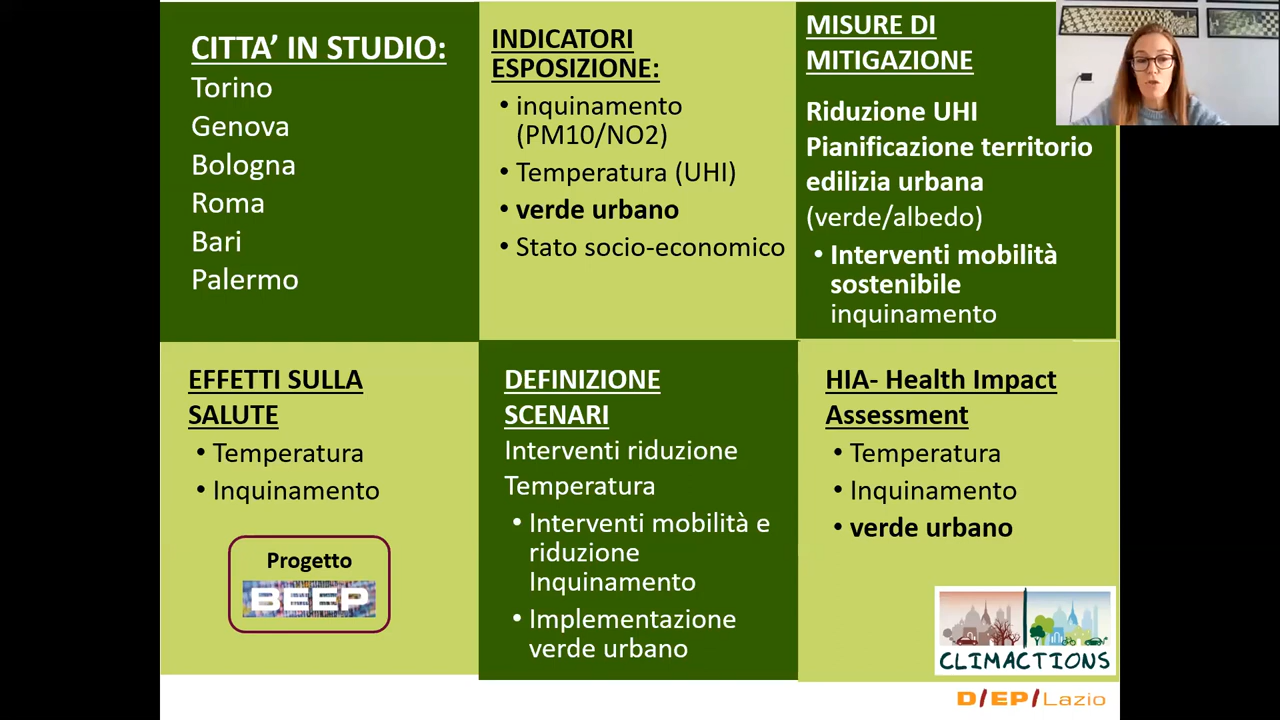 CITTA’ IN STUDIO:
Torino
Genova
Bologna
Roma
Bari
Palermo
INDICATORI
ESPOSIZIONE:
• inquinamento
(PM10/NO2)
• Temperatura (UHI)
• verde urbano
• Stato socio-economico
MISURE DI
MITIGAZIONE
Riduzione UHI
Pianificazione territorio
edilizia urbana
(verde/albedo)
• Interventi mobilità
sostenibile
inquinamento
EFFETTI SULLA
SALUTE
• Temperatura
• Inquinamento
Progetto
BEEP
DEFINIZIONE
SCENARI
Interventi riduzione
Temperatura
• Interventi mobilità e
riduzione
Inquinamento
• Implementazione
verde urbano
HIA- Health Impact
Assessment
• Temperatura
• Inquinamento
• verde urbano
CLIMACTIONS
D/EP/Lazio